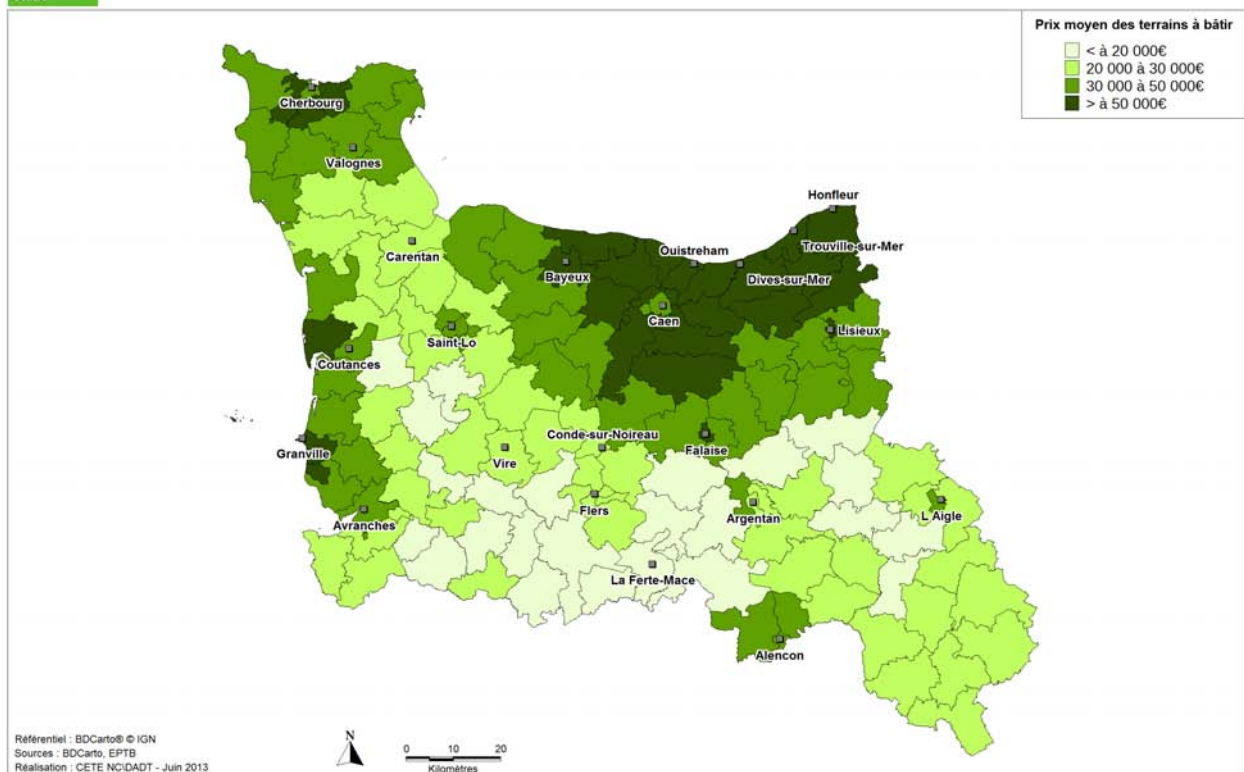 Prix moyen des terrains à bâtir
< à 20 000€
20 000 à 30 000€
30 000 à 50 000€
> à 50 000€
Cherbourg
Valognes
Honfleur
Trouville-sur-Mer
Ouistreham
Carentan
Bayeux
Dives-sur-Mer
Caen
Lisieux
Saint-Lo
Coutances
Conde-sur-Noireau
Granville
Vire
Falaise
Flers
Argentan
L Aigle
Avranches
La Ferte-Mace
Alencon
Référentiel : BDCarto® © IGN
Sources : BDCarto, EPTB
Réalisation : CETE NC\DADT - Juin 2013
N
0 10 20
Kilomètres